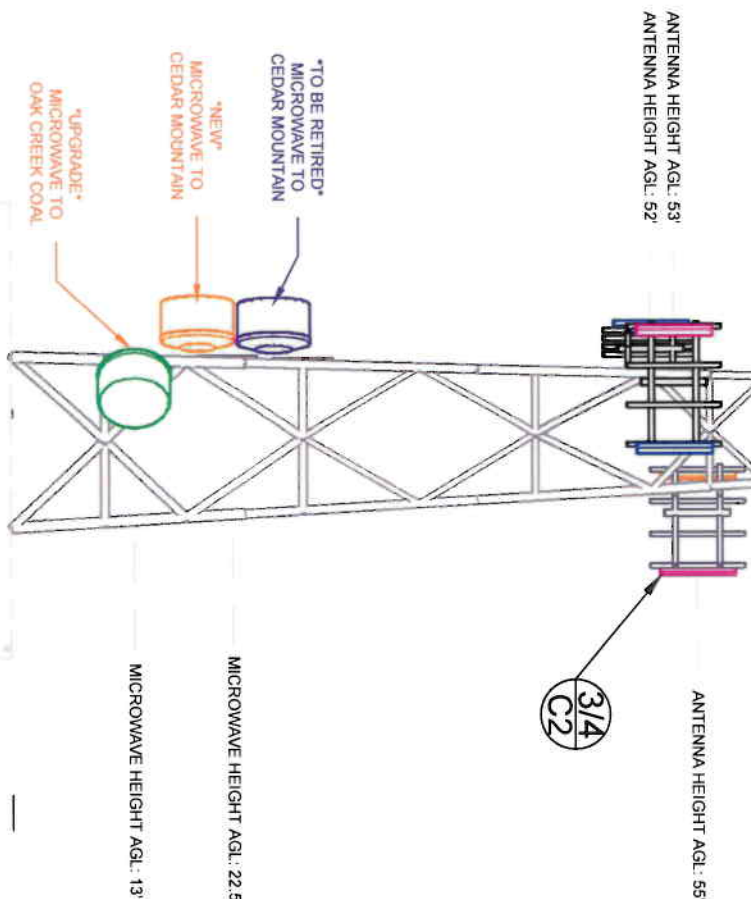 ANTENNA HEIGHT AGL: 53'
ANTENNA HEIGHT AGL: 52'
*TO BE RETIRED*
MICROWAVE TO
CEDAR MOUNTAIN
*NEW*
MICROWAVE TO
CEDAR MOUNTAIN
*UPGRADE*
MICROWAVE TO
OAK CREEK COAL
ANTENNA HEIGHT AGL: 55'
3/4
C2
MICROWAVE HEIGHT AGL: 22.5
MICROWAVE HEIGHT AGL: 13'